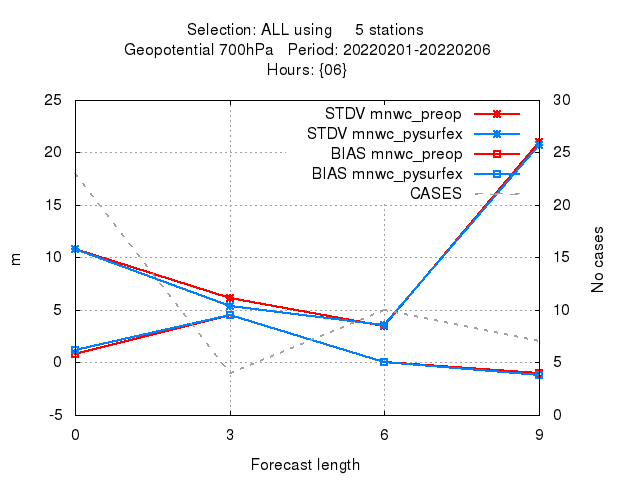 Selection: ALL using     5 stations
Geopotential 700hPa   Period: 20220201-20220206
Hours: {06}
25
30
STDV mnwc_preop
STDV mnwc_pysurfex
BIAS mnwc_preop
BIAS mnwc_pysurfex
CASES
20
25
15
20
m
10
15
No cases
5
10
0
5
-5
0
0
3
6
9
Forecast length